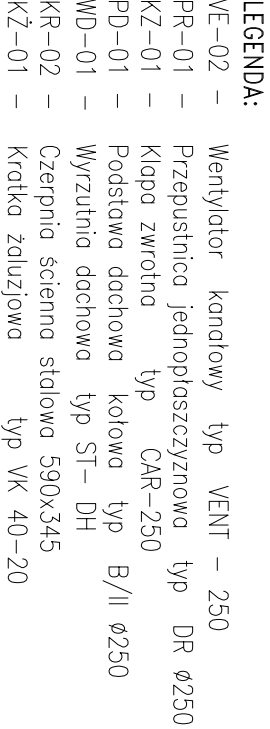 LEGENDA:
VE-02 - Wentylator kanałowy typ VENT - 250
PR-01 - Przepustnica jednopłaszczyznowa typ DR ø250
KZ-01 - Klapa zwrotna typ CAR-250
PD-01 - Podstawa dachowa kołowa typ B/II ø250
WD-01 - Wyrzutnia dachowa typ ST- DH
KR-02 - Czerpnia ścienna stalowa 590x345
KŻ-01 - Kratka żaluzjowa typ VK 40-20